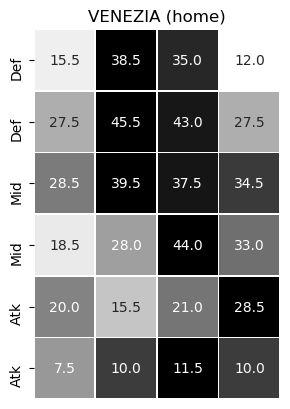 VENEZIA (home)
Def 15.5 38.5 35.0 12.0
Def 27.5 45.5 43.0 27.5
Mid 28.5 39.5 37.5 34.5
Mid 18.5 28.0 44.0 33.0
Atk 20.0 15.5 21.0 28.5
Atk 7.5 10.0 11.5 10.0